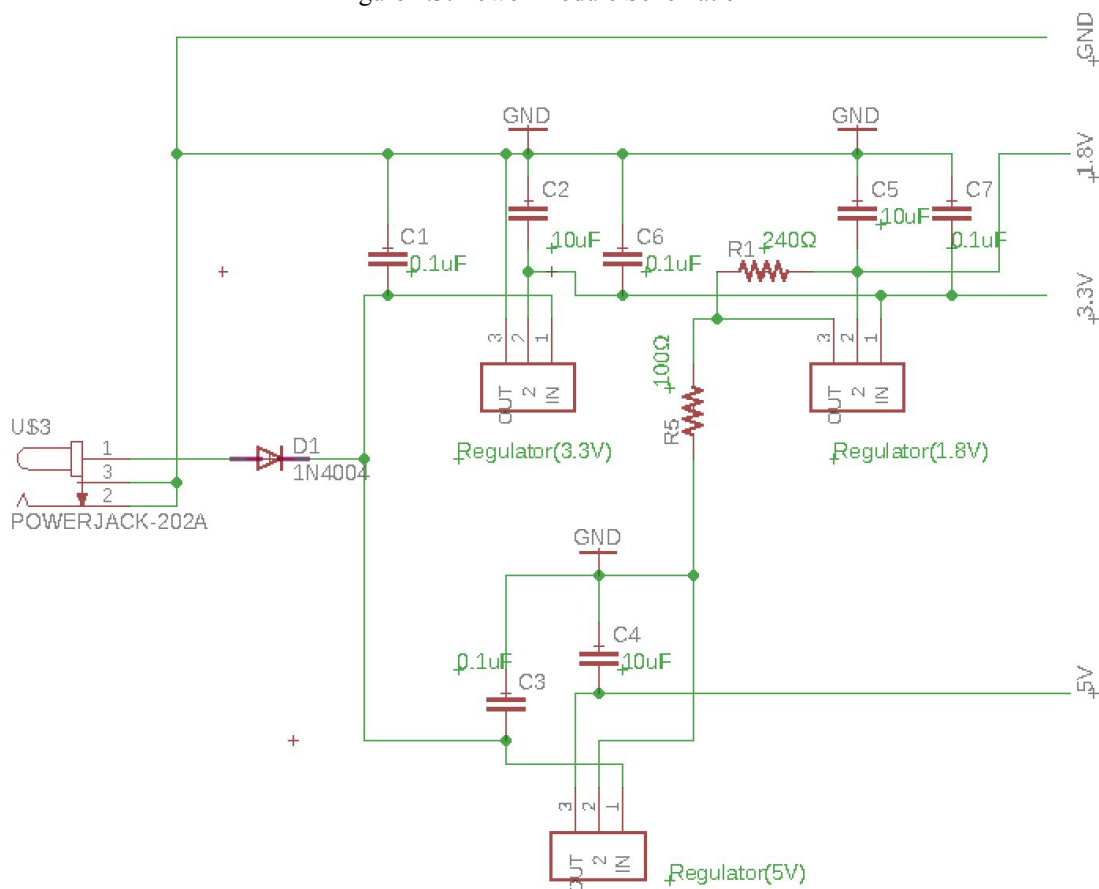 GND
GND
GND
1.8V
C2
C5
C7
10uF
C1
10uF
C6
R1
240Ω
0.1uF
0.1uF
0.1uF
3.3V
3
2
1
3
2
1
100Ω
OUT
2
IN
OUT
2
IN
R5
U$3
Regulator(3.3V)
Regulator(1.8V)
1
D1
3
1N4004
2
POWERJACK-202A
GND
C4
0.1uF
10uF
C3
5V
3
2
1
OUT
2
IN
Regulator(5V)